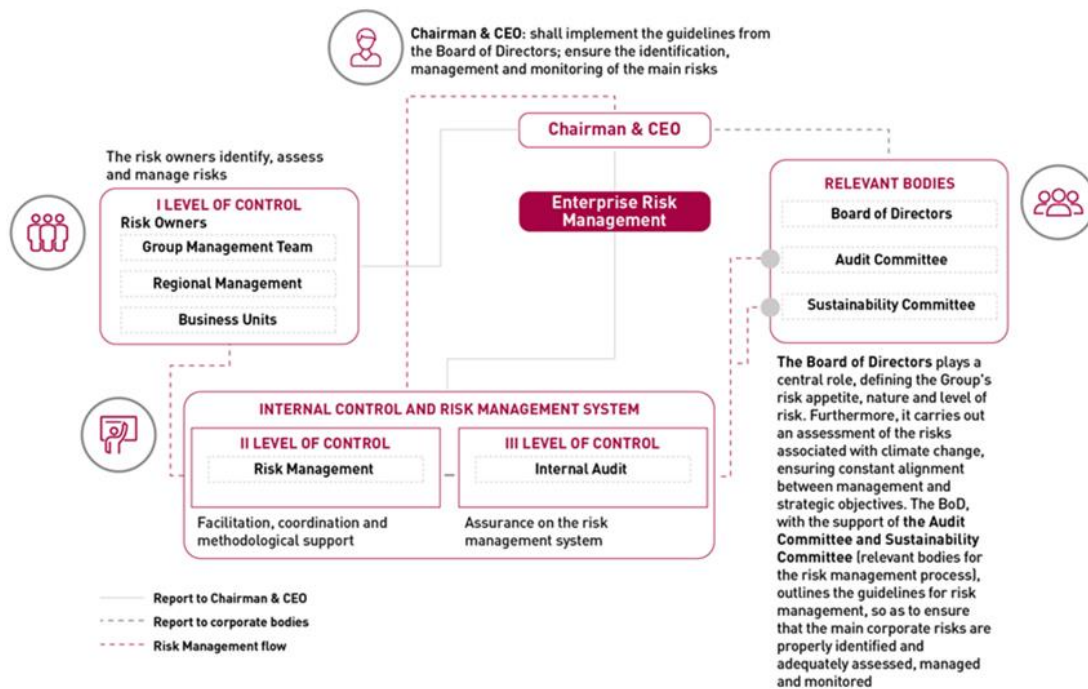 Chairman & CEO: shall implement the guidelines from
the Board of Directors; ensure the identification,
management and monitoring of the main risks
Chairman & CEO
The risk owners identify, assess
and manage risks
I LEVEL OF CONTROL
Risk Owners
Group Management Team
Regional Management
Business Units
Enterprise Risk
Management
RELEVANT BODIES
Board of Directors
Audit Committee
Sustainability Committee
The Board of Directors plays a
central role, defining the Group's
risk appetite, nature and level of
risk. Furthermore, it carries out
an assessment of the risks
associated with climate change,
ensuring constant alignment
between management and
strategic objectives. The BoD,
with the support of the Audit
Committee and Sustainability
Committee (relevant bodies for
the risk management process),
outlines the guidelines for risk
management, so as to ensure
that the main corporate risks are
properly identified and
adequately assessed, managed
and monitored
INTERNAL CONTROL AND RISK MANAGEMENT SYSTEM
II LEVEL OF CONTROL
Risk Management
Facilitation, coordination and
methodological support
III LEVEL OF CONTROL
Internal Audit
Assurance on the risk
management system
Report to Chairman & CEO
Report to corporate bodies
Risk Management flow